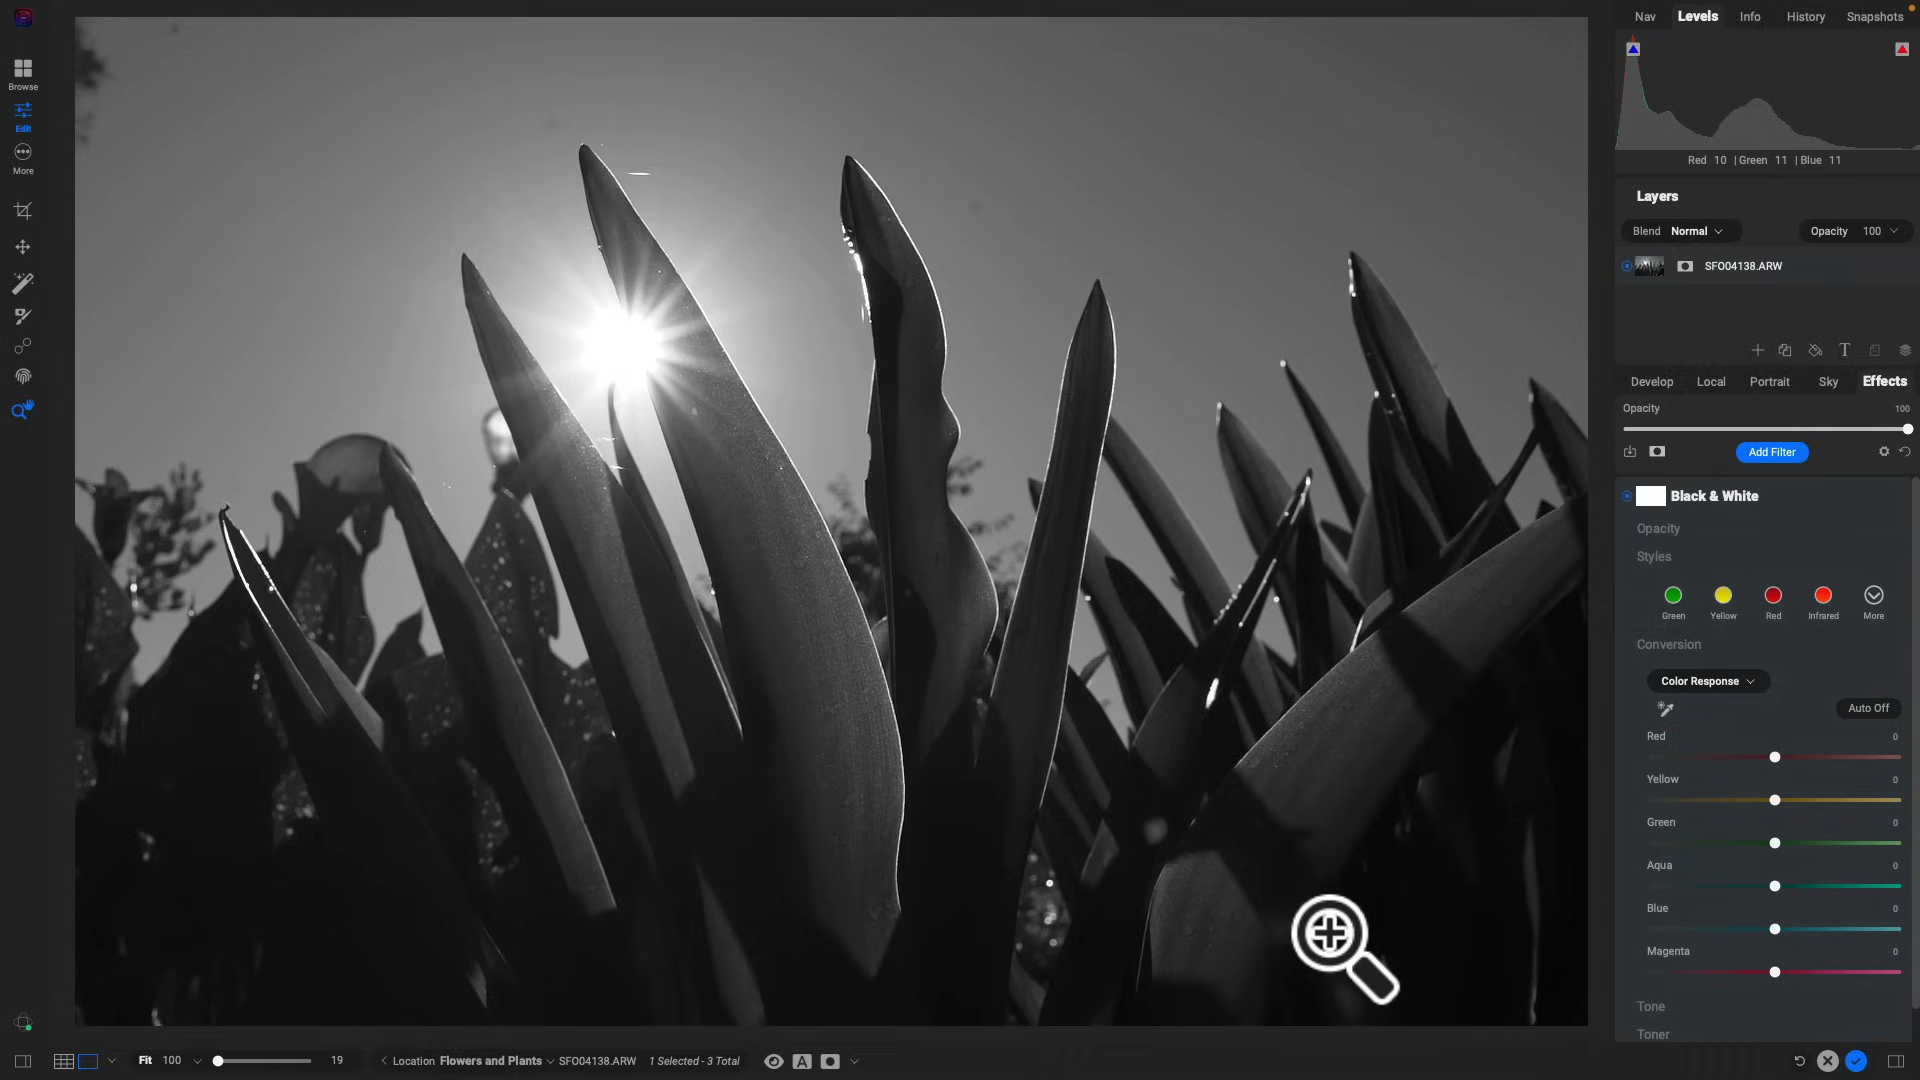 Nav Levels Info History Snapshots
Red 10 | Green 11 | Blue 11
Browse
Edit
More
Layers
Blend Normal Opacity 100
SFO04138.ARW
T
Develop Local Portrait Sky Effects
Opacity 100
Add Filter
Black & White
Opacity
Styles
Green Yellow Red Infrared More
Conversion
Color Response
Auto Off
Red 0
Yellow 0
Green 0
Aqua 0
Blue 0
Magenta 0
Tone
Toner
Fit 100 19 Location Flowers and Plants SFO04138.ARW 1 Selected - 3 Total A